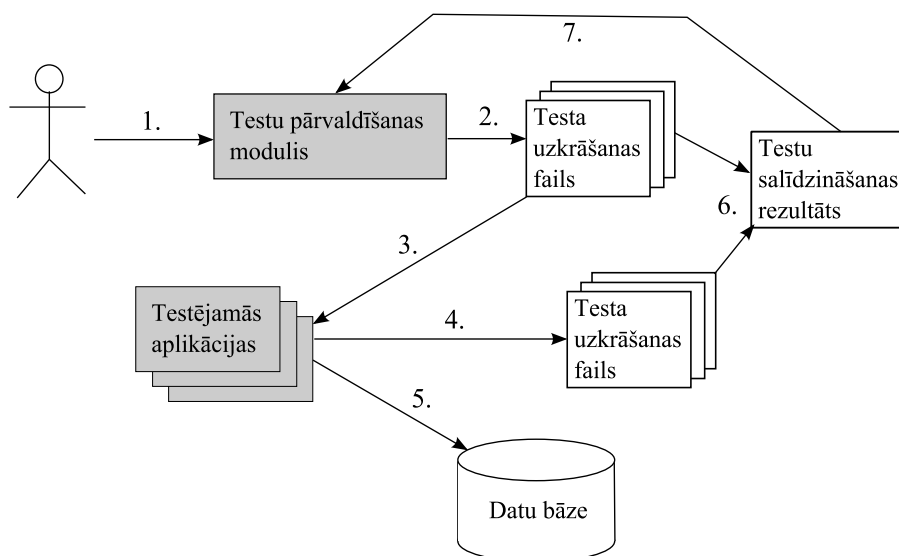 7.
1.
Testu pārvaldīšanas
modulis
2.
Testa
uzkrāšanas
fails
Testu
salīdzināšanas
rezultāts
6.
3.
Testējamās
aplikācijas
4.
Testa
uzkrāšanas
fails
5.
Datu bāze